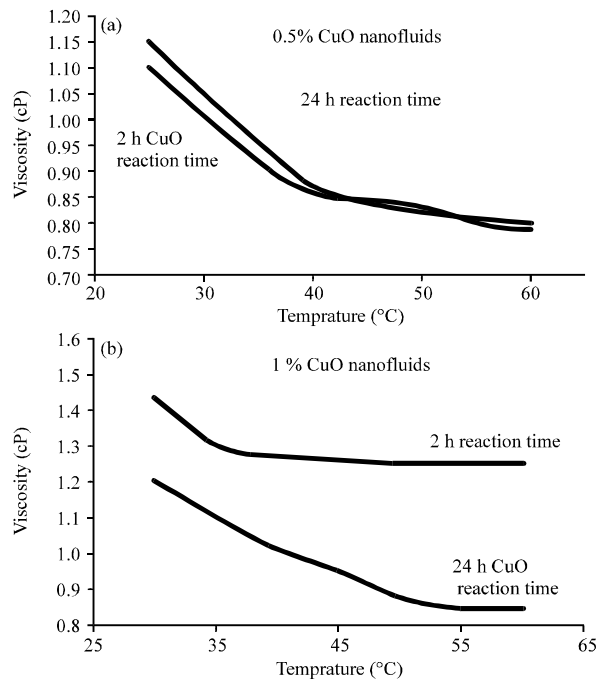 (a)
0.5% CuO nanofluids
24 h reaction time
2 h CuO
reaction time
Viscosity (cP)
1.20
1.15
1.10
1.05
1.00
0.95
0.90
0.85
0.80
0.75
0.70
20
30
40
50
60
Temprature (°C)
(b)
1 % CuO nanofluids
2 h reaction time
24 h CuO
reaction time
Viscosity (cP)
1.6
1.5
1.4
1.3
1.2
1.1
1.0
0.9
0.8
25
35
45
55
65
Temprature (°C)